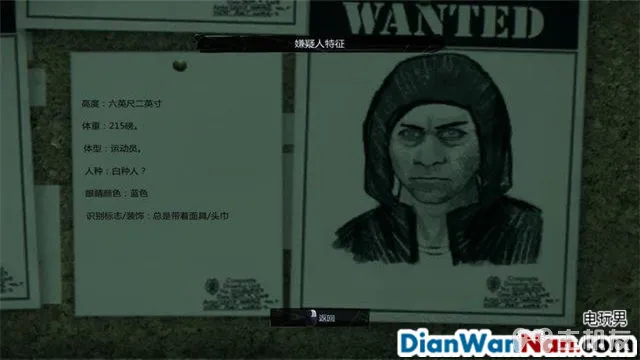 WANTED
嫌疑人特征
高度：六英尺二英寸
体重：215磅。
体型：运动员。
人种：白种人？
眼睛颜色：蓝色
识别标志/装饰：总是带着面具/头巾
返回
电玩男
DianWanNan.com